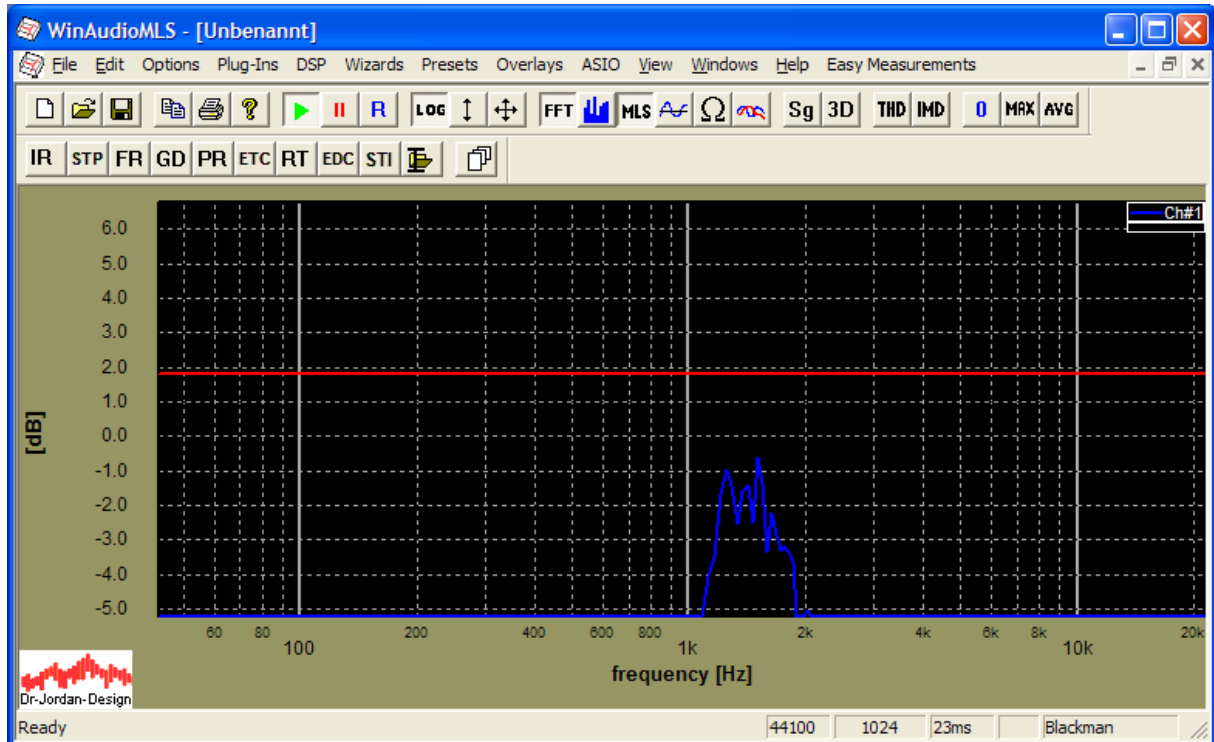 WinAudioMLS - [Unbenannt]
File Edit Options Plug-Ins DSP Wizards Presets Overlays ASIO View Windows Help Easy Measurements
R LOG FFT MLS Ω Sg 3D THD IMD 0 MAX AVG
IR STP FR GD PR ETC RT EDC STI
Ch#1
6.0
5.0
4.0
3.0
2.0
1.0
0.0
-1.0
-2.0
-3.0
-4.0
-5.0
[dB]
60 80 200 400 600 800 2k 4k 6k 8k 20k
100 1k 10k
frequency [Hz]
Dr-Jordan-Design
Ready 44100 1024 23ms Blackman